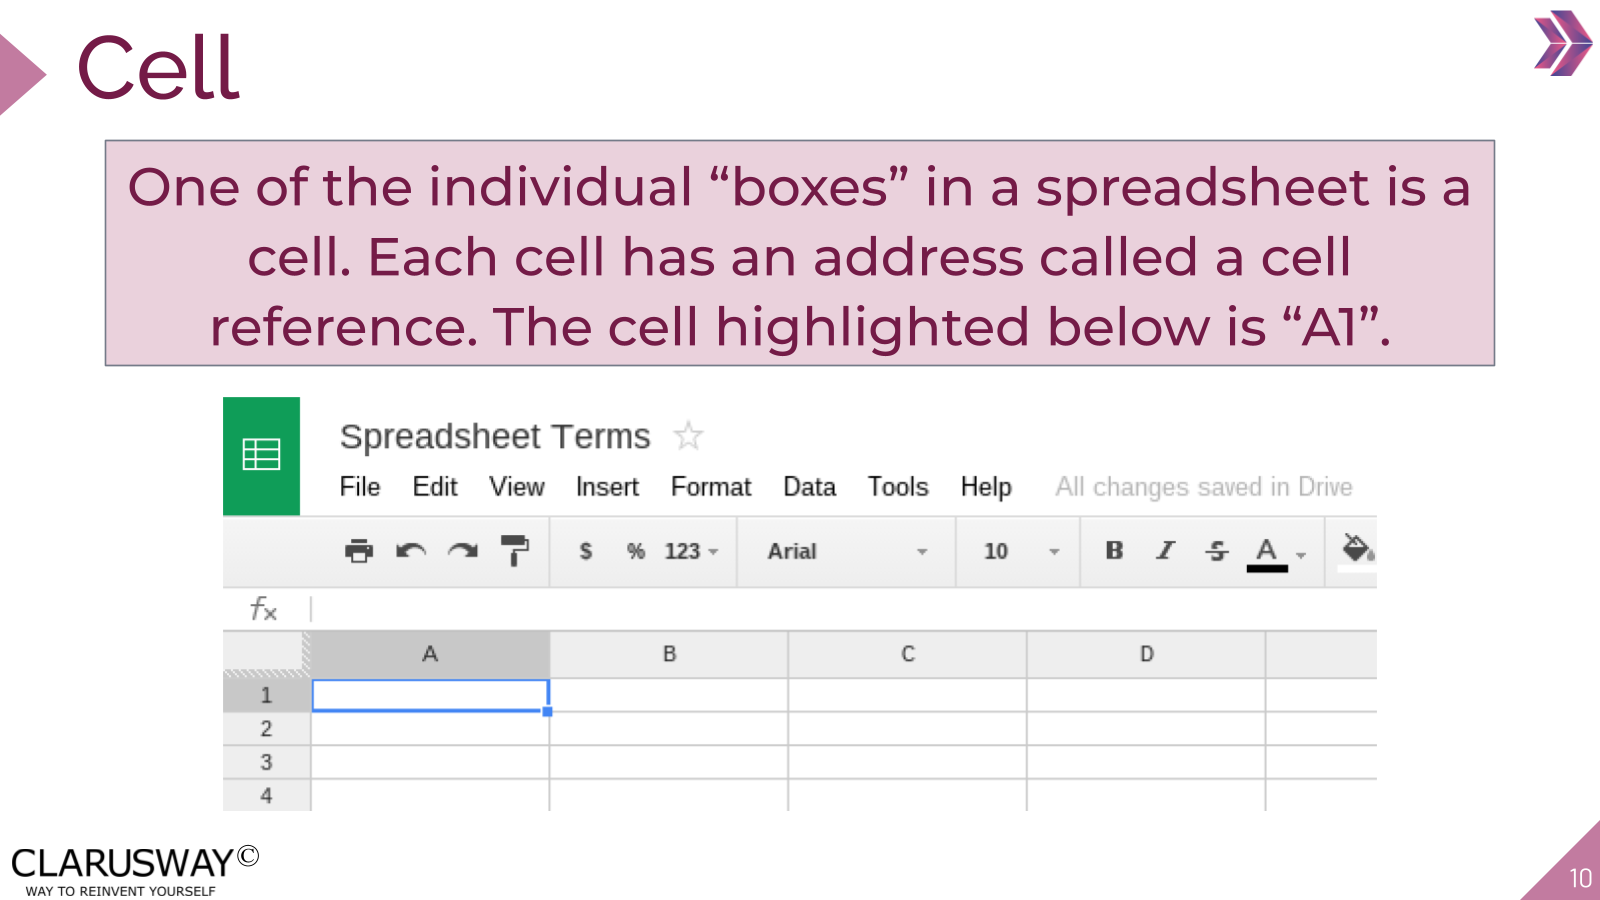 Cell
One of the individual “boxes” in a spreadsheet is a
cell. Each cell has an address called a cell
reference. The cell highlighted below is “A1”.
Spreadsheet Terms
File Edit View Insert Format Data Tools Help All changes saved in Drive
$ % 123 Arial 10 B I S A
fx
A B C D
1
2
3
4
CLARUSWAY©
WAY TO REINVENT YOURSELF
10